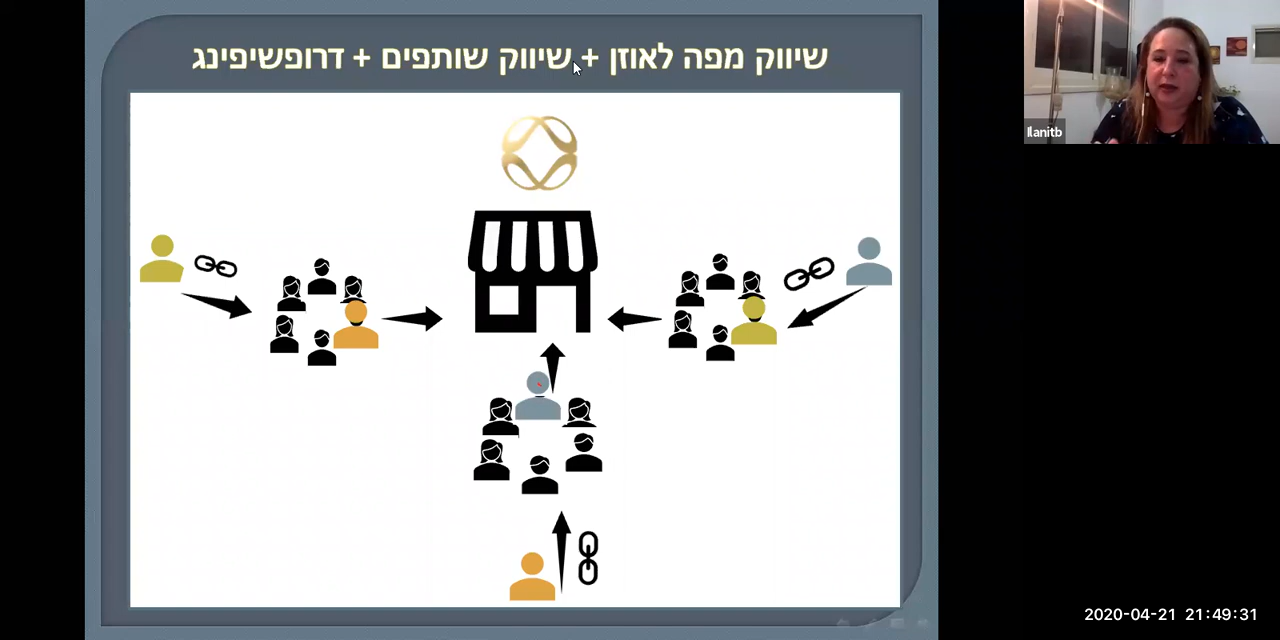 שיווק מפה לאוזן + שיווק שותפים + דרופשיפינג
Ilanitb
2020-04-21 21:49:31